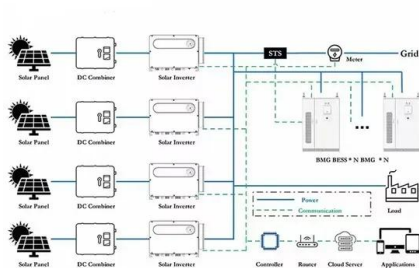 STS
Meter
Grid
Solar Panel
DC Combiner
Solar Inverter
Solar Panel
DC Combiner
Solar Inverter
BMG BESS * N BMG * N
Solar Panel
DC Combiner
Solar Inverter
Power
Communication
Load
Solar Panel
DC Combiner
Solar Inverter
Controller
Router
Cloud Server
Applications